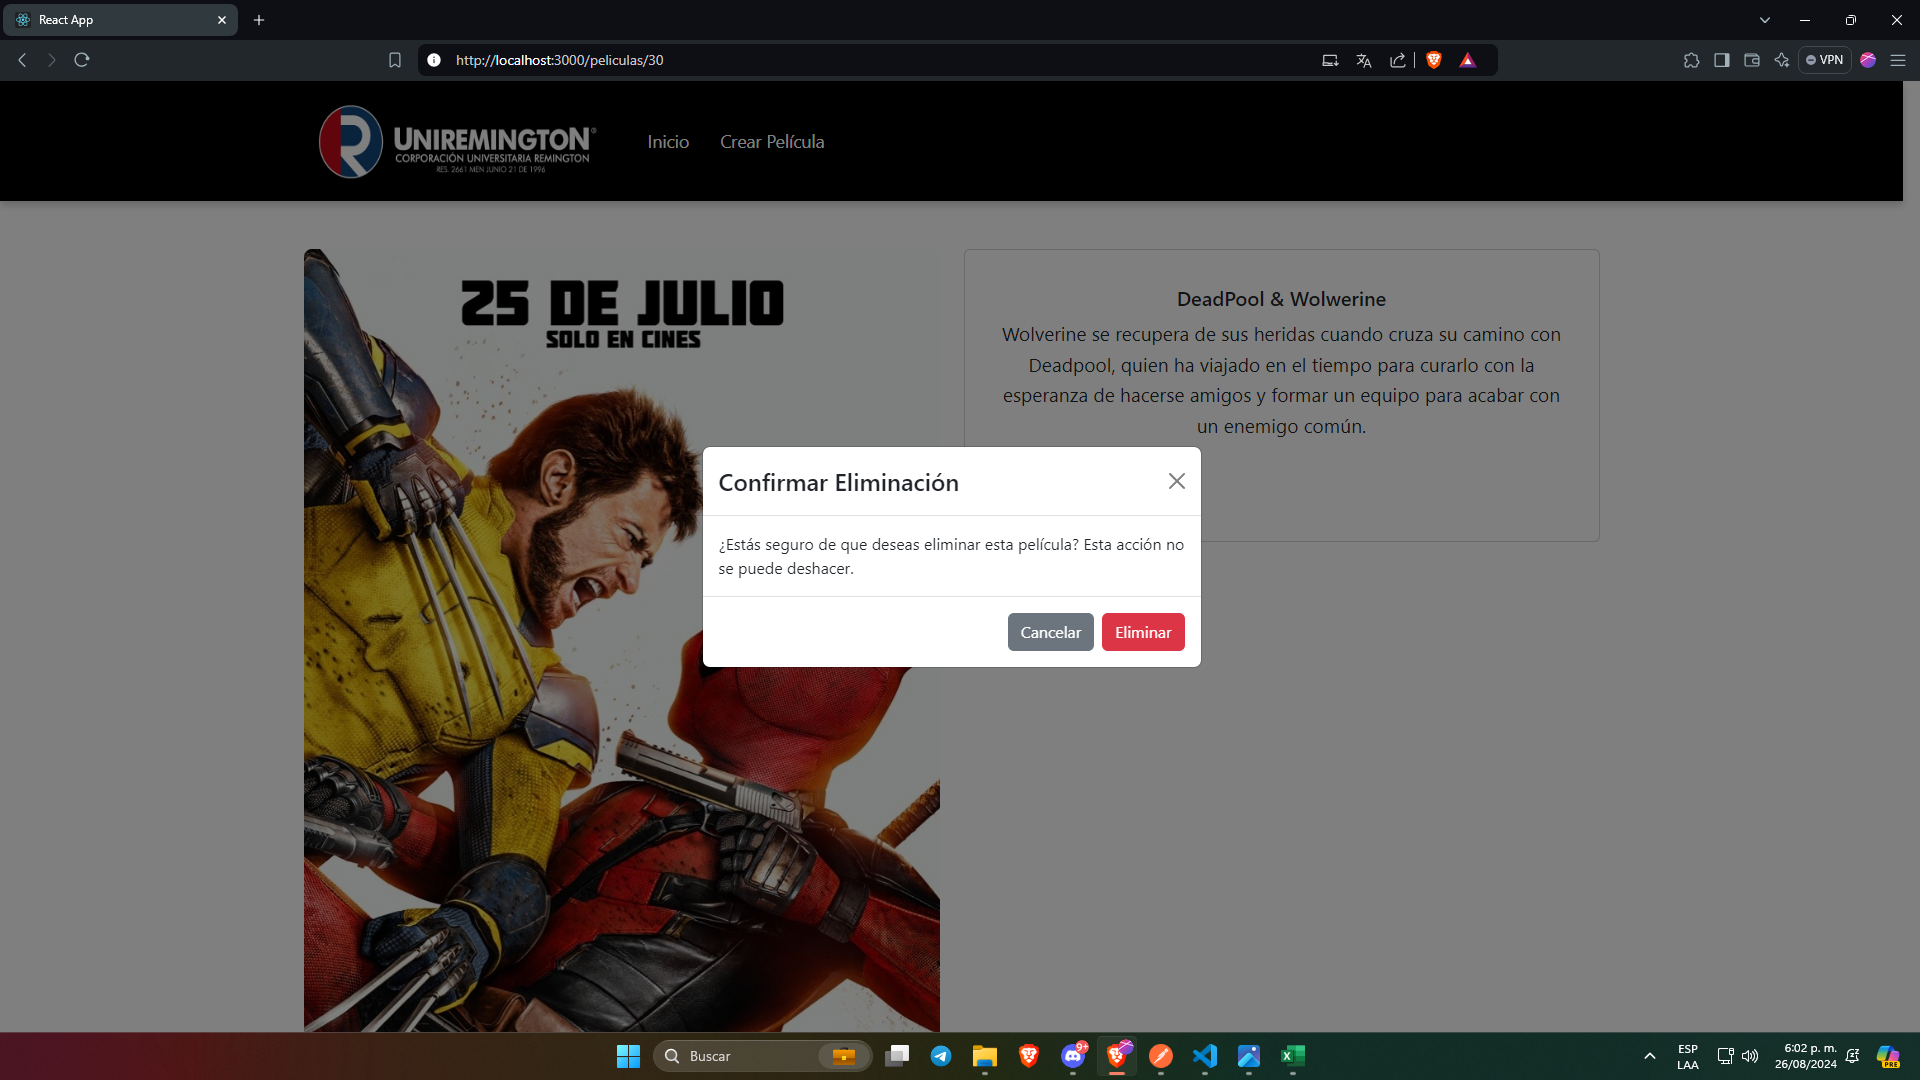 React App
http://localhost:3000/peliculas/30
VPN
UNIREMINGTON®
CORPORACIÓN UNIVERSITARIA REMINGTON
RES. 2661 MEN JUNIO 21 DE 1996
Inicio
Crear Película
25 DE JULIO
SOLO EN CINES
DeadPool & Wolwerine
Wolverine se recupera de sus heridas cuando cruza su camino con
Deadpool, quien ha viajado en el tiempo para curarlo con la
esperanza de hacerse amigos y formar un equipo para acabar con
un enemigo común.
Confirmar Eliminación
¿Estás seguro de que deseas eliminar esta película? Esta acción no
se puede deshacer.
Cancelar
Eliminar
Buscar
9+
ESP
LAA
6:02 p. m.
26/08/2024
PRE